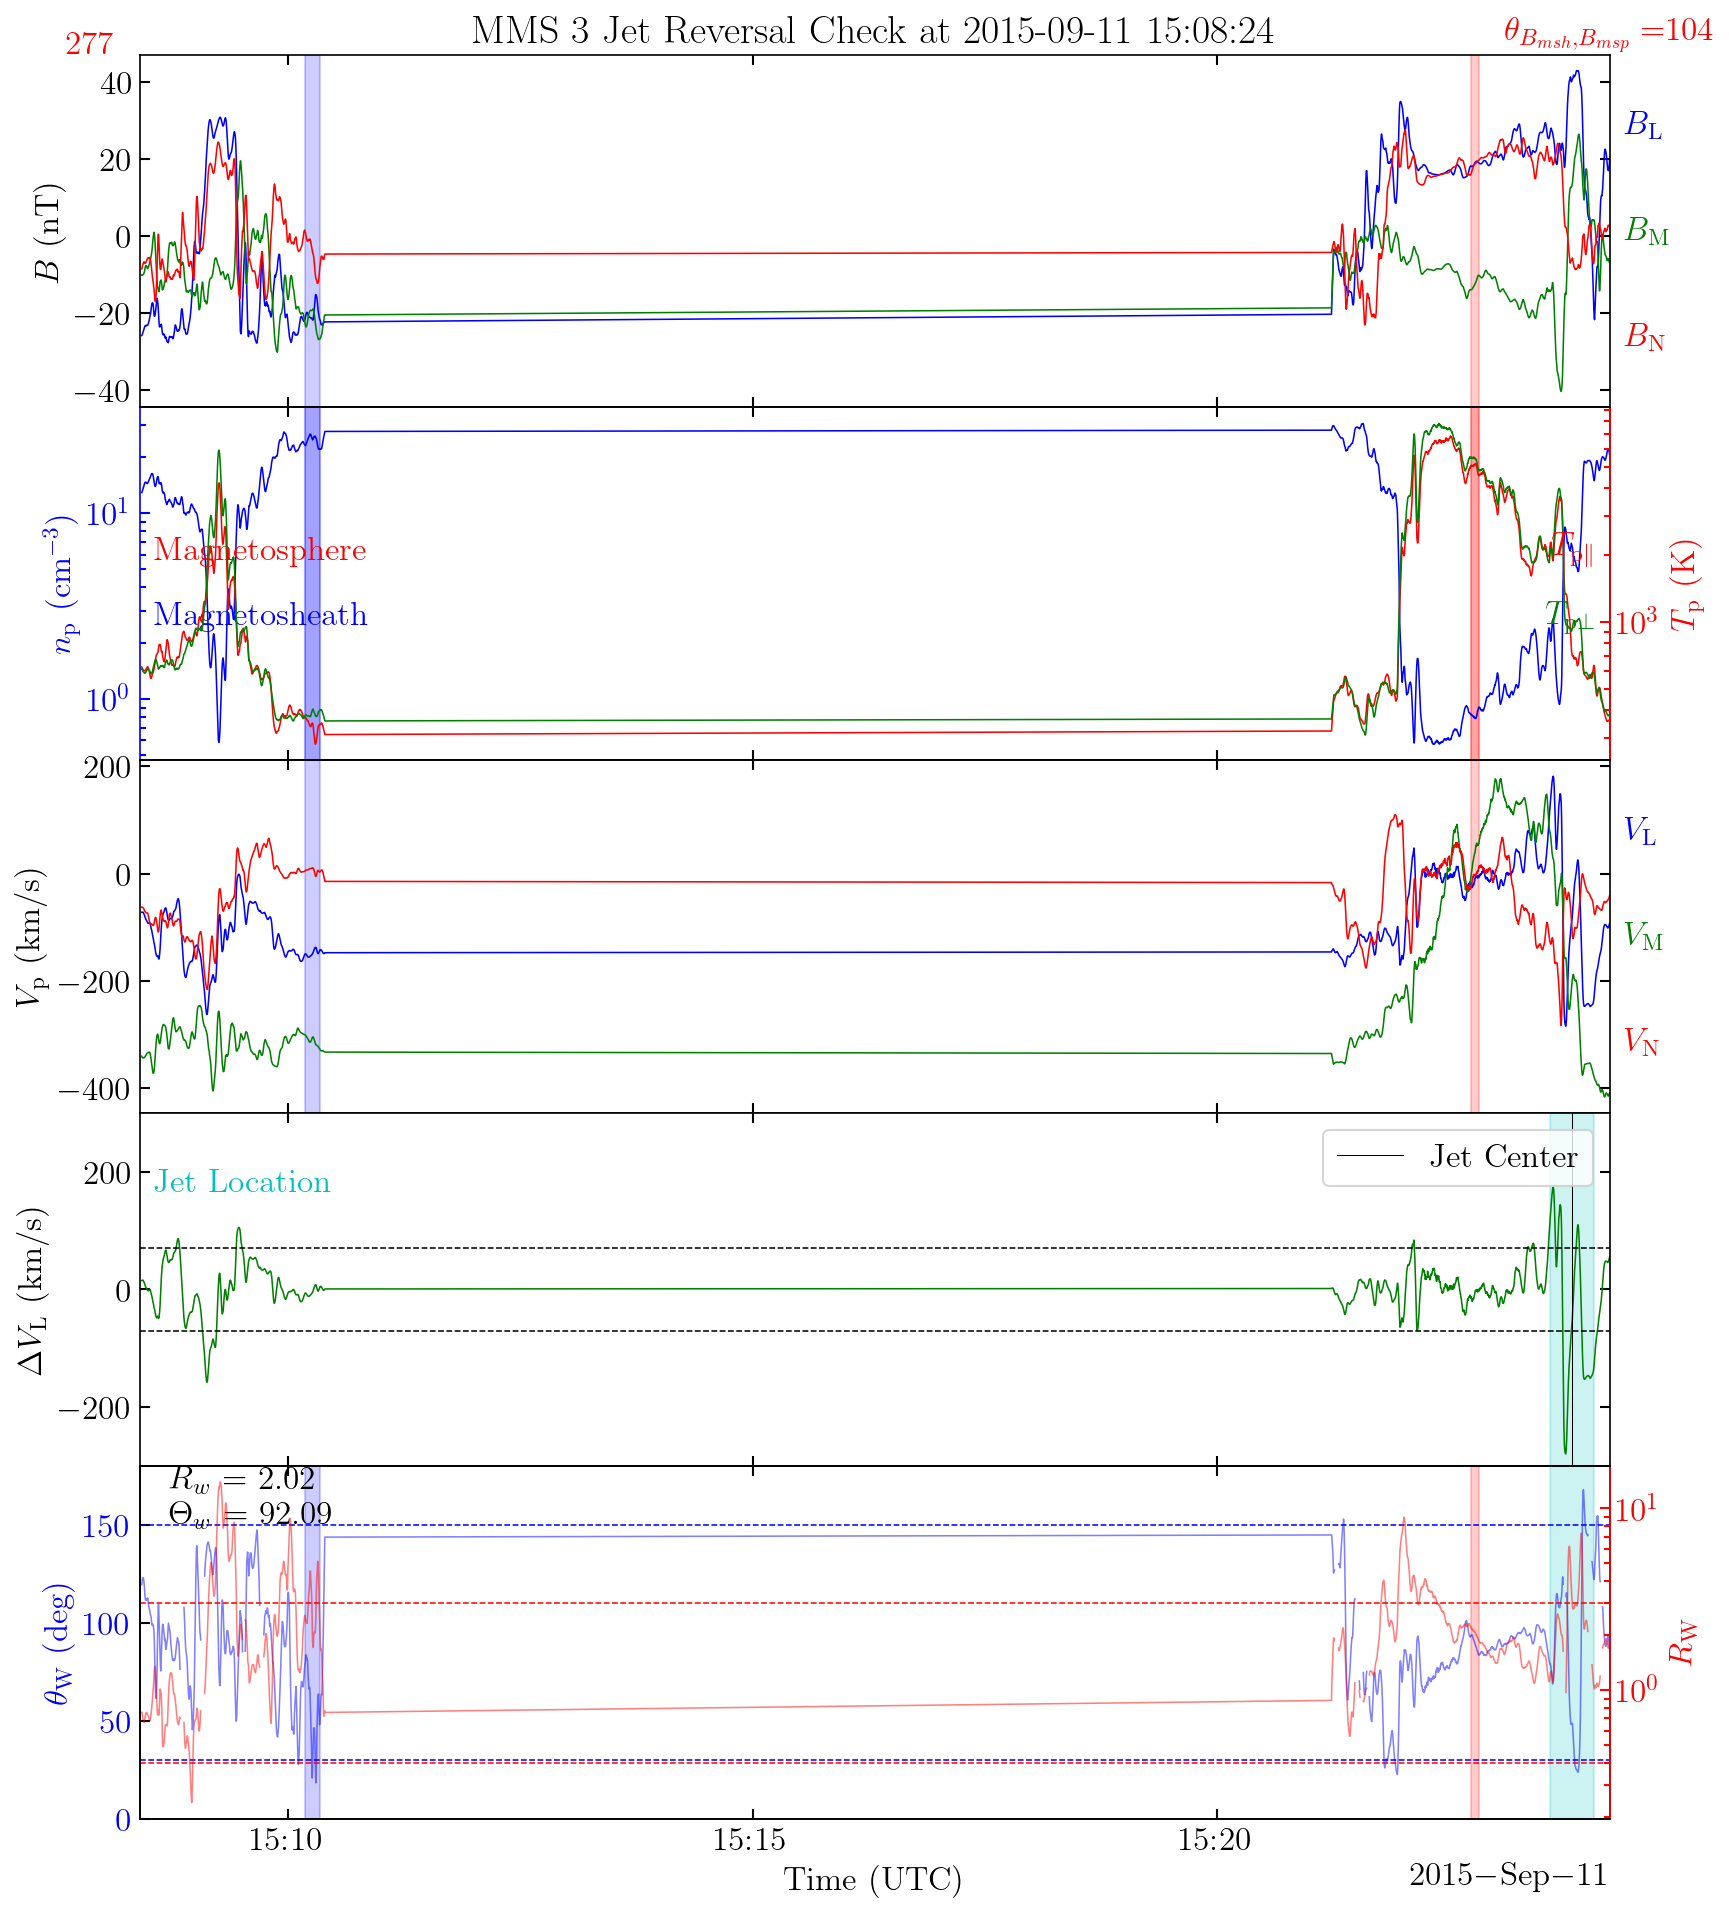 MMS 3 Jet Reversal Check at 2015-09-11 15:08:24
277
θ_{B_{msh},B_{msp}} =104
40
20
0
−20
−40
B (nT)
B_L
B_M
B_N
10^1
10^0
n_p (cm^{−3})
Magnetosphere
Magnetosheath
T_{p∥}
T_{p⊥}
10^3
T_p (K)
200
0
−200
−400
V_p (km/s)
V_L
V_M
V_N
200
0
−200
ΔV_L (km/s)
Jet Location
Jet Center
R_w = 2.02
Θ_w = 92.09
150
100
50
0
θ_W (deg)
10^1
10^0
R_W
15:10
15:15
15:20
Time (UTC)
2015−Sep−11